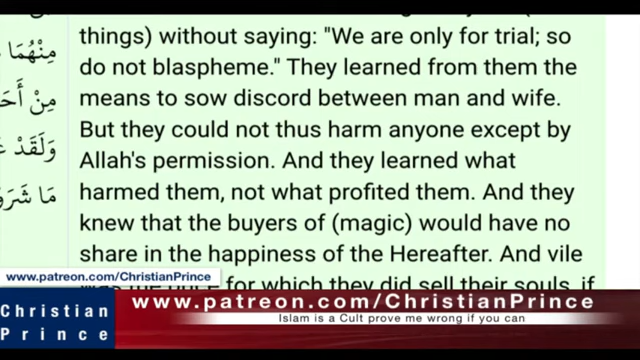 things) without saying: "We are only for trial; so
do not blaspheme." They learned from them the
means to sow discord between man and wife.
But they could not thus harm anyone except by
Allah's permission. And they learned what
harmed them, not what profited them. And they
knew that the buyers of (magic) would have no
share in the happiness of the Hereafter. And vile
for which they did sell their souls, if
مِنْهُمَا
مِنْ أَحَ
وَلَقَدْ
مَا شَرَوْ
www.patreon.com/ChristianPrince
Christian
Prince
www.patreon.com/ChristianPrince
Islam is a Cult prove me wrong if you can